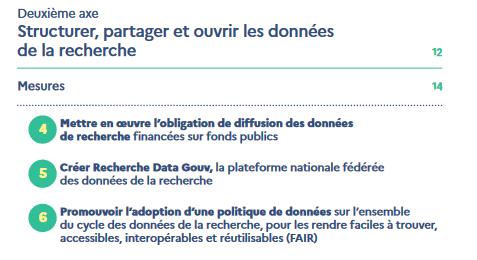 Deuxième axe
Structurer, partager et ouvrir les données
de la recherche 12
Mesures 14
4 Mettre en œuvre l’obligation de diffusion des données
de recherche financées sur fonds publics
5 Créer Recherche Data Gouv, la plateforme nationale fédérée
des données de la recherche
6 Promouvoir l’adoption d’une politique de données sur l’ensemble
du cycle des données de la recherche, pour les rendre faciles à trouver,
accessibles, interopérables et réutilisables (FAIR)